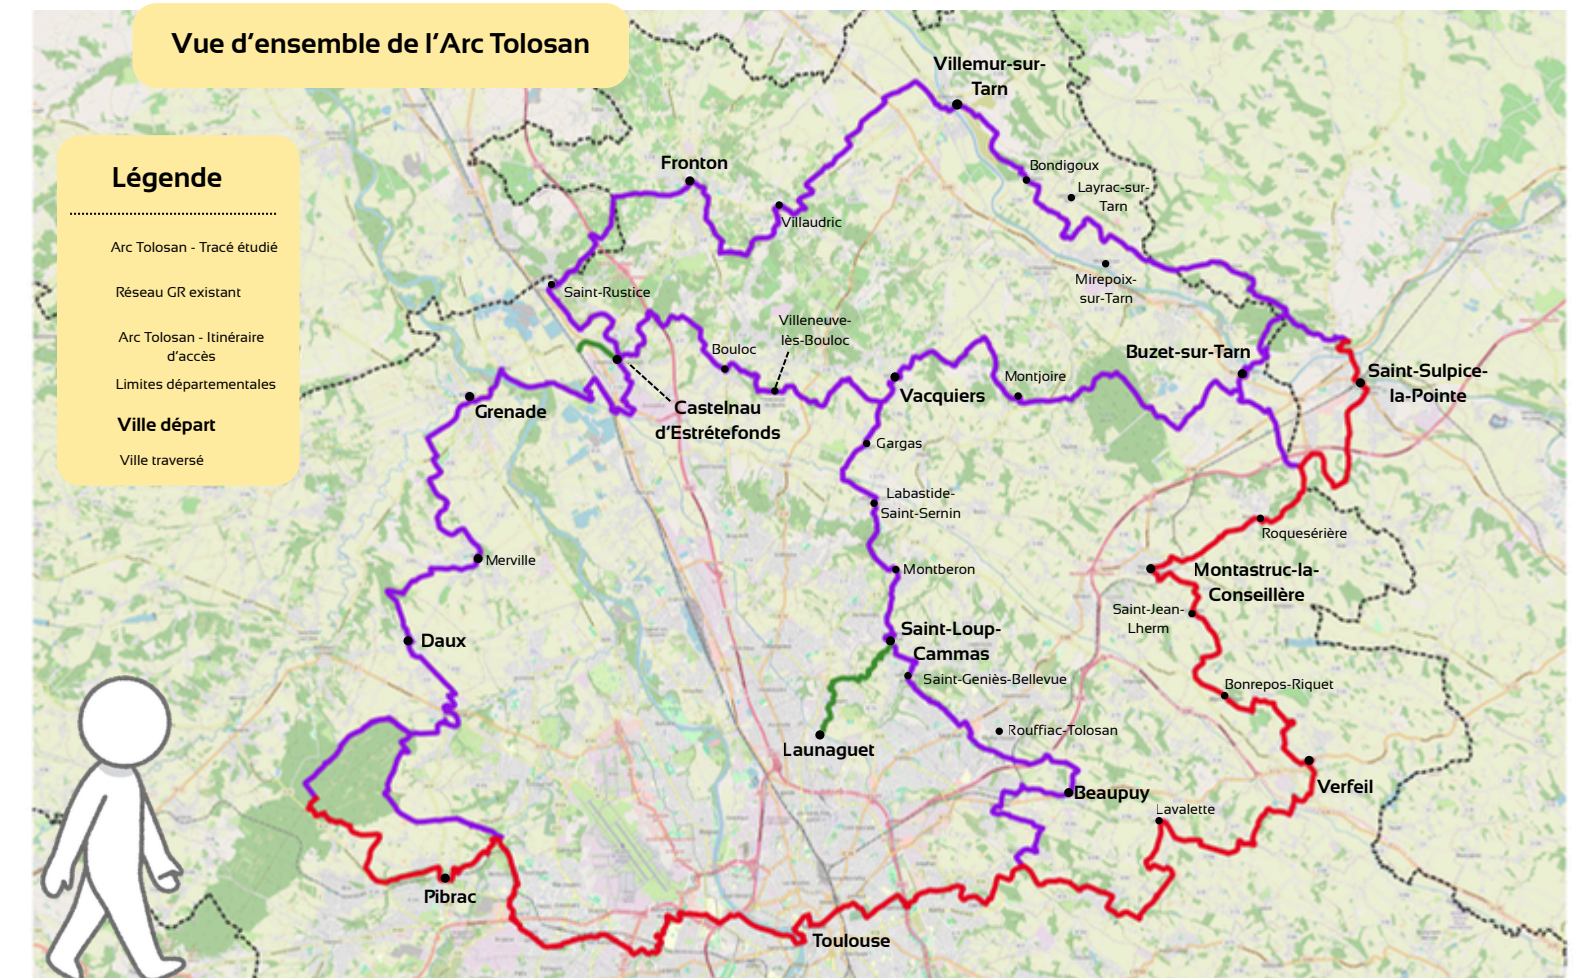 Vue d'ensemble de l'Arc Tolosan
Légende
Arc Tolosan - Tracé étudié
Réseau GR existant
Arc Tolosan - Itinéraire
d'accès
Limites départementales
Ville départ
Ville traversé
Villemur-sur-
Tarn
Fronton
Bondigoux
Layrac-sur-
Tarn
Villaudric
Mirepoix-
sur-Tarn
Saint-Rustice
Villeneuve-
lès-Bouloc
Bouloc
Buzet-sur-Tarn
Saint-Sulpice-
la-Pointe
Montjoire
Vacquiers
Grenade
Castelnau
d'Estrétefonds
Gargas
Labastide-
Saint-Sernin
Roquesérière
Merville
Montberon
Montastruc-la-
Conseillère
Saint-Jean-
Lherm
Daux
Saint-Loup-
Cammas
Saint-Geniès-Bellevue
Bonrepos-Riquet
Rouffiac-Tolosan
Launaguet
Verfeil
Beaupuy
Lavalette
Pibrac
Toulouse